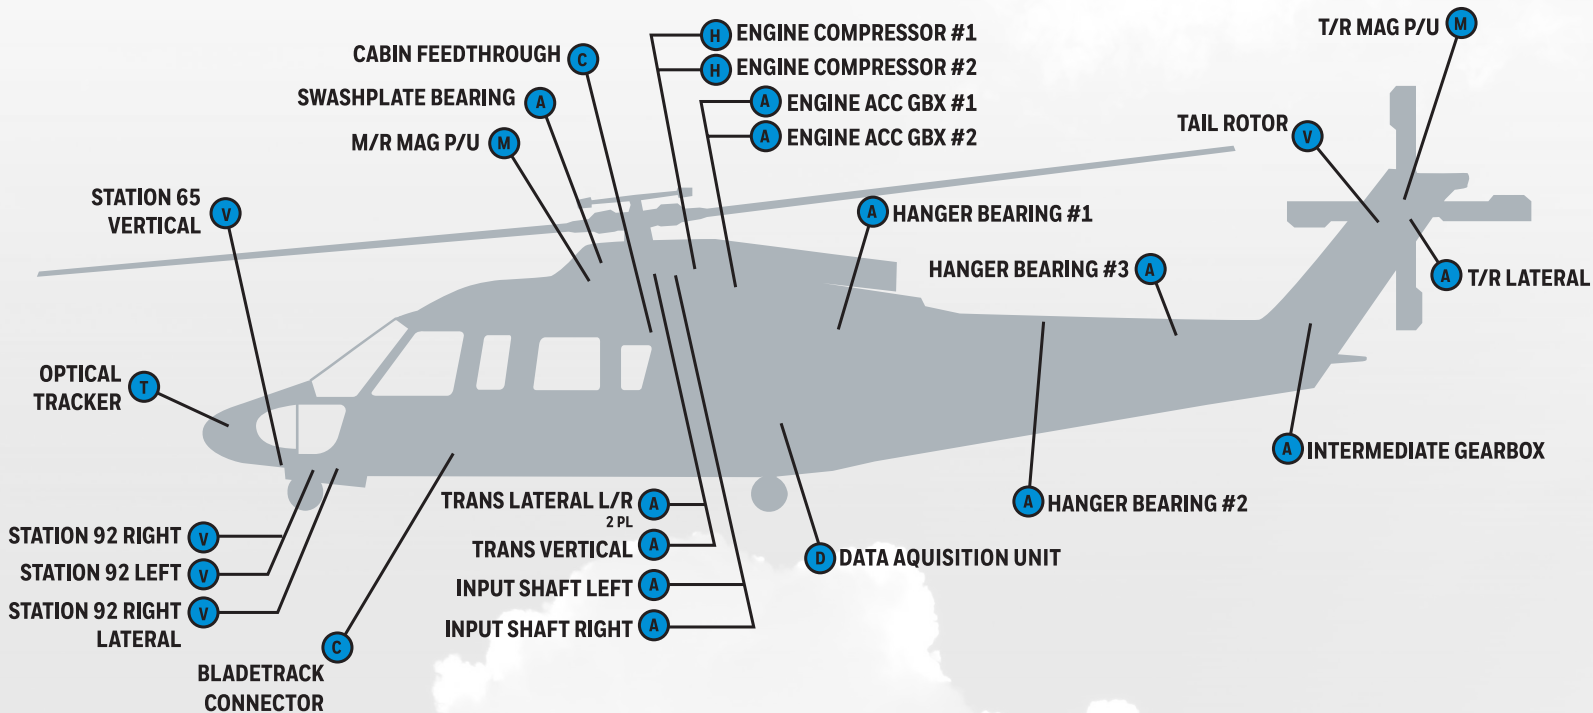 T/R MAG P/U M
H ENGINE COMPRESSOR #1
CABIN FEEDTHROUGH C
H ENGINE COMPRESSOR #2
SWASHPLATE BEARING A
A ENGINE ACC GBX #1
M/R MAG P/U M
A ENGINE ACC GBX #2
TAIL ROTOR V
STATION 65
VERTICAL
V
A HANGER BEARING #1
HANGER BEARING #3 A
A T/R LATERAL
OPTICAL
TRACKER
T
A INTERMEDIATE GEARBOX
TRANS LATERAL L/R A
2 PL
A HANGER BEARING #2
STATION 92 RIGHT V
TRANS VERTICAL A
D DATA AQUISITION UNIT
STATION 92 LEFT V
INPUT SHAFT LEFT A
STATION 92 RIGHT V
LATERAL
INPUT SHAFT RIGHT A
C
BLADETRACK
CONNECTOR